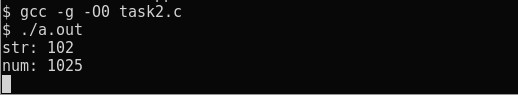 $ gcc -g -O0 task2.c
$ ./a.out
str: 102
num: 1025